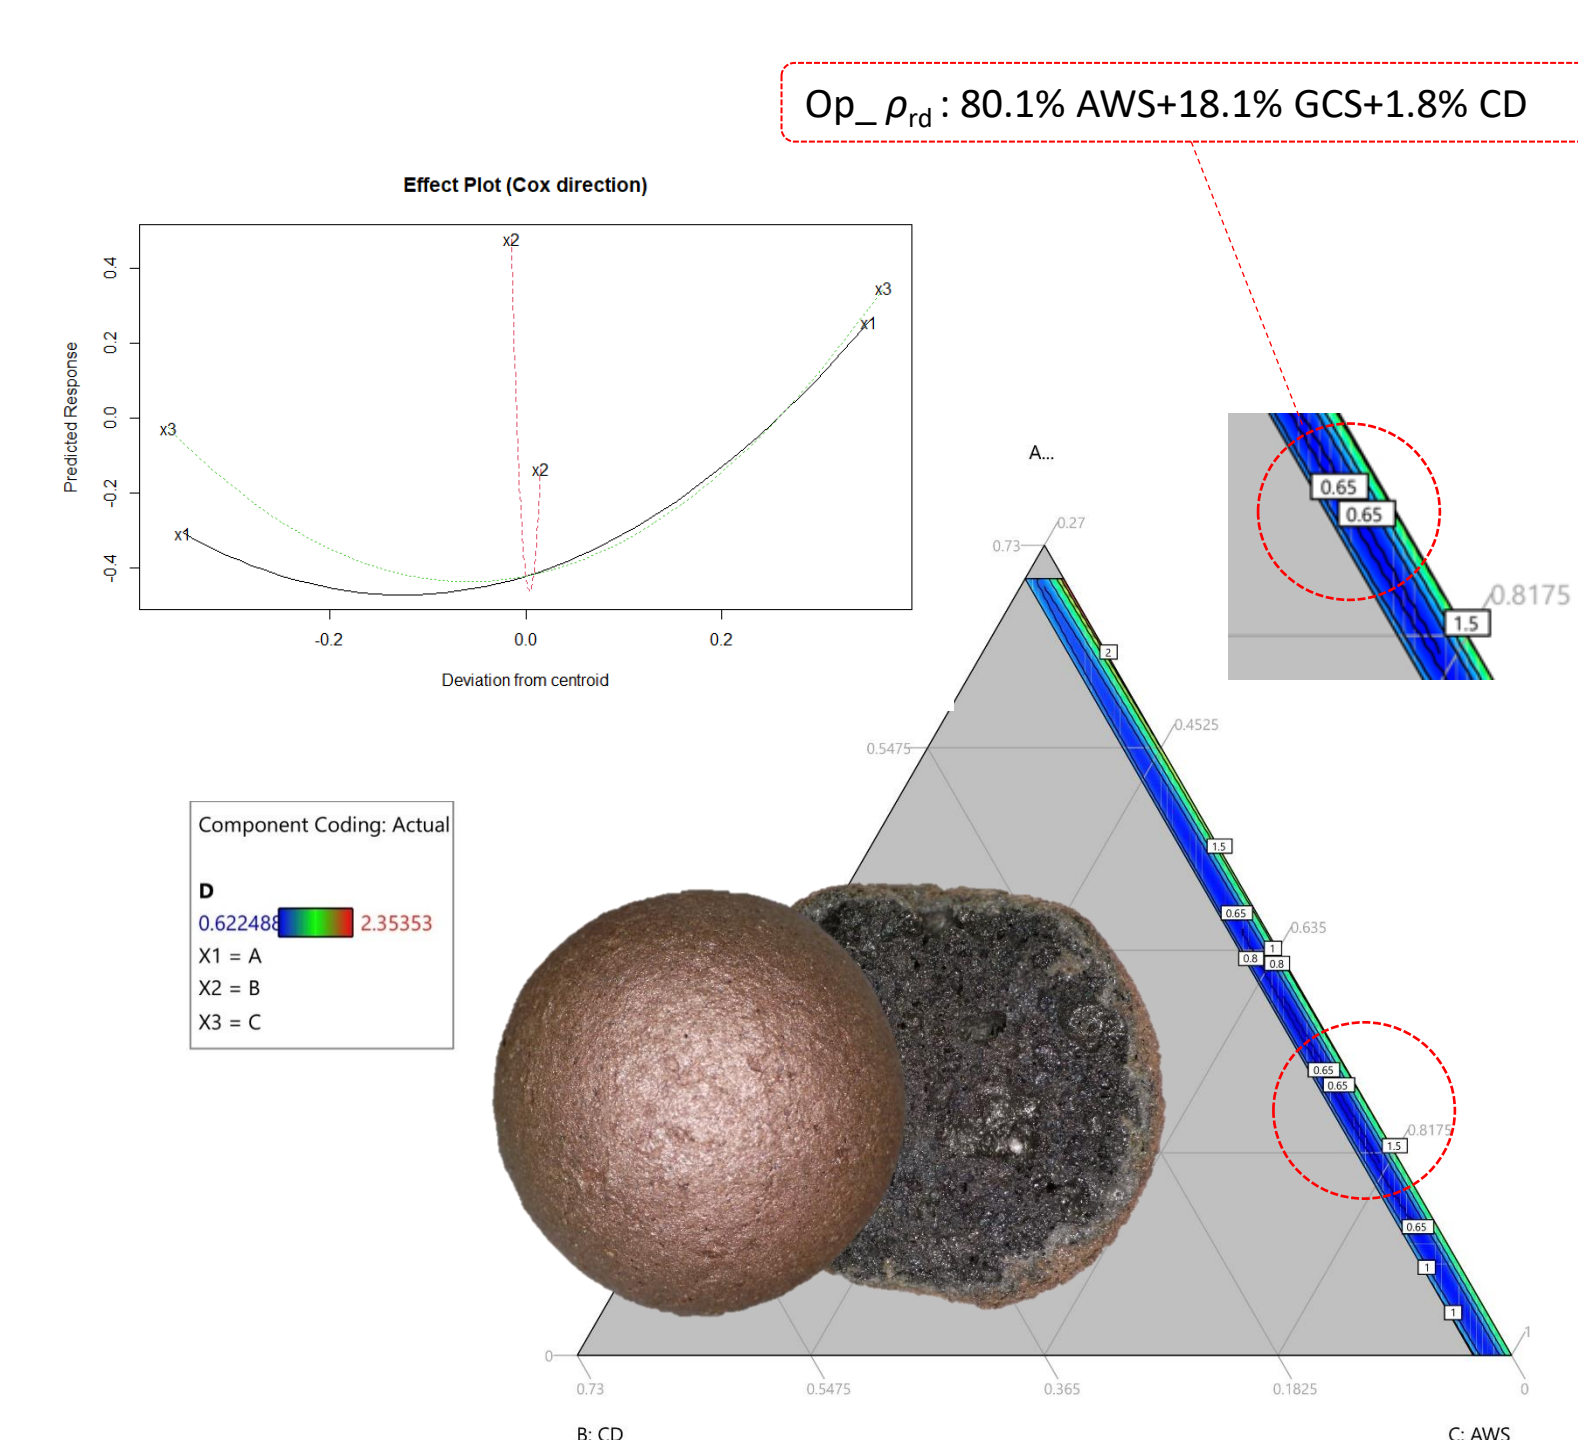 Op_ ρrd : 80.1% AWS+18.1% GCS+1.8% CD
Effect Plot (Cox direction)
Predicted Response
0.4
0.2
0.0
-0.2
-0.4
x2
x3
x1
x3
x2
x1
-0.2
0.0
0.2
Deviation from centroid
0.65
0.65
0.8175
1.5
A...
0.27
0.73
2
0.4525
0.5475
1.5
0.65
0.635
1
0.8
0.8
0.65
0.65
0.8175
1.5
0.65
1
1
1
0
0.73
0.5475
0.365
0.1825
0
B: CD
C: AWS
Component Coding: Actual
D
0.622488
2.35353
X1 = A
X2 = B
X3 = C